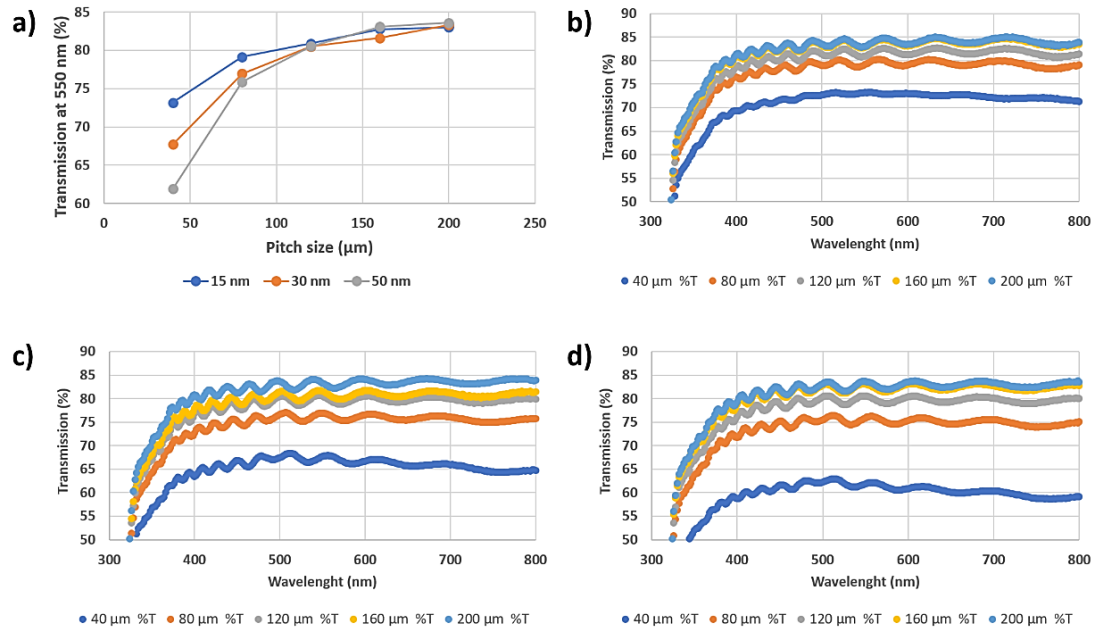 a)
Transmission at 550 nm (%)
85
80
75
70
65
60
0
50
100
150
200
250
Pitch size (µm)
15 nm
30 nm
50 nm
b)
Transmission (%)
90
85
80
75
70
65
60
55
50
300
400
500
600
700
800
Wavelenght (nm)
40 µm %T
80 µm %T
120 µm %T
160 µm %T
200 µm %T
c)
Transmission (%)
90
85
80
75
70
65
60
55
50
300
400
500
600
700
800
Wavelenght (nm)
40 µm %T
80 µm %T
120 µm %T
160 µm %T
200 µm %T
d)
Transmission (%)
90
85
80
75
70
65
60
55
50
300
400
500
600
700
800
Wavelenght (nm)
40 µm %T
80 µm %T
120 µm %T
160 µm %T
200 µm %T